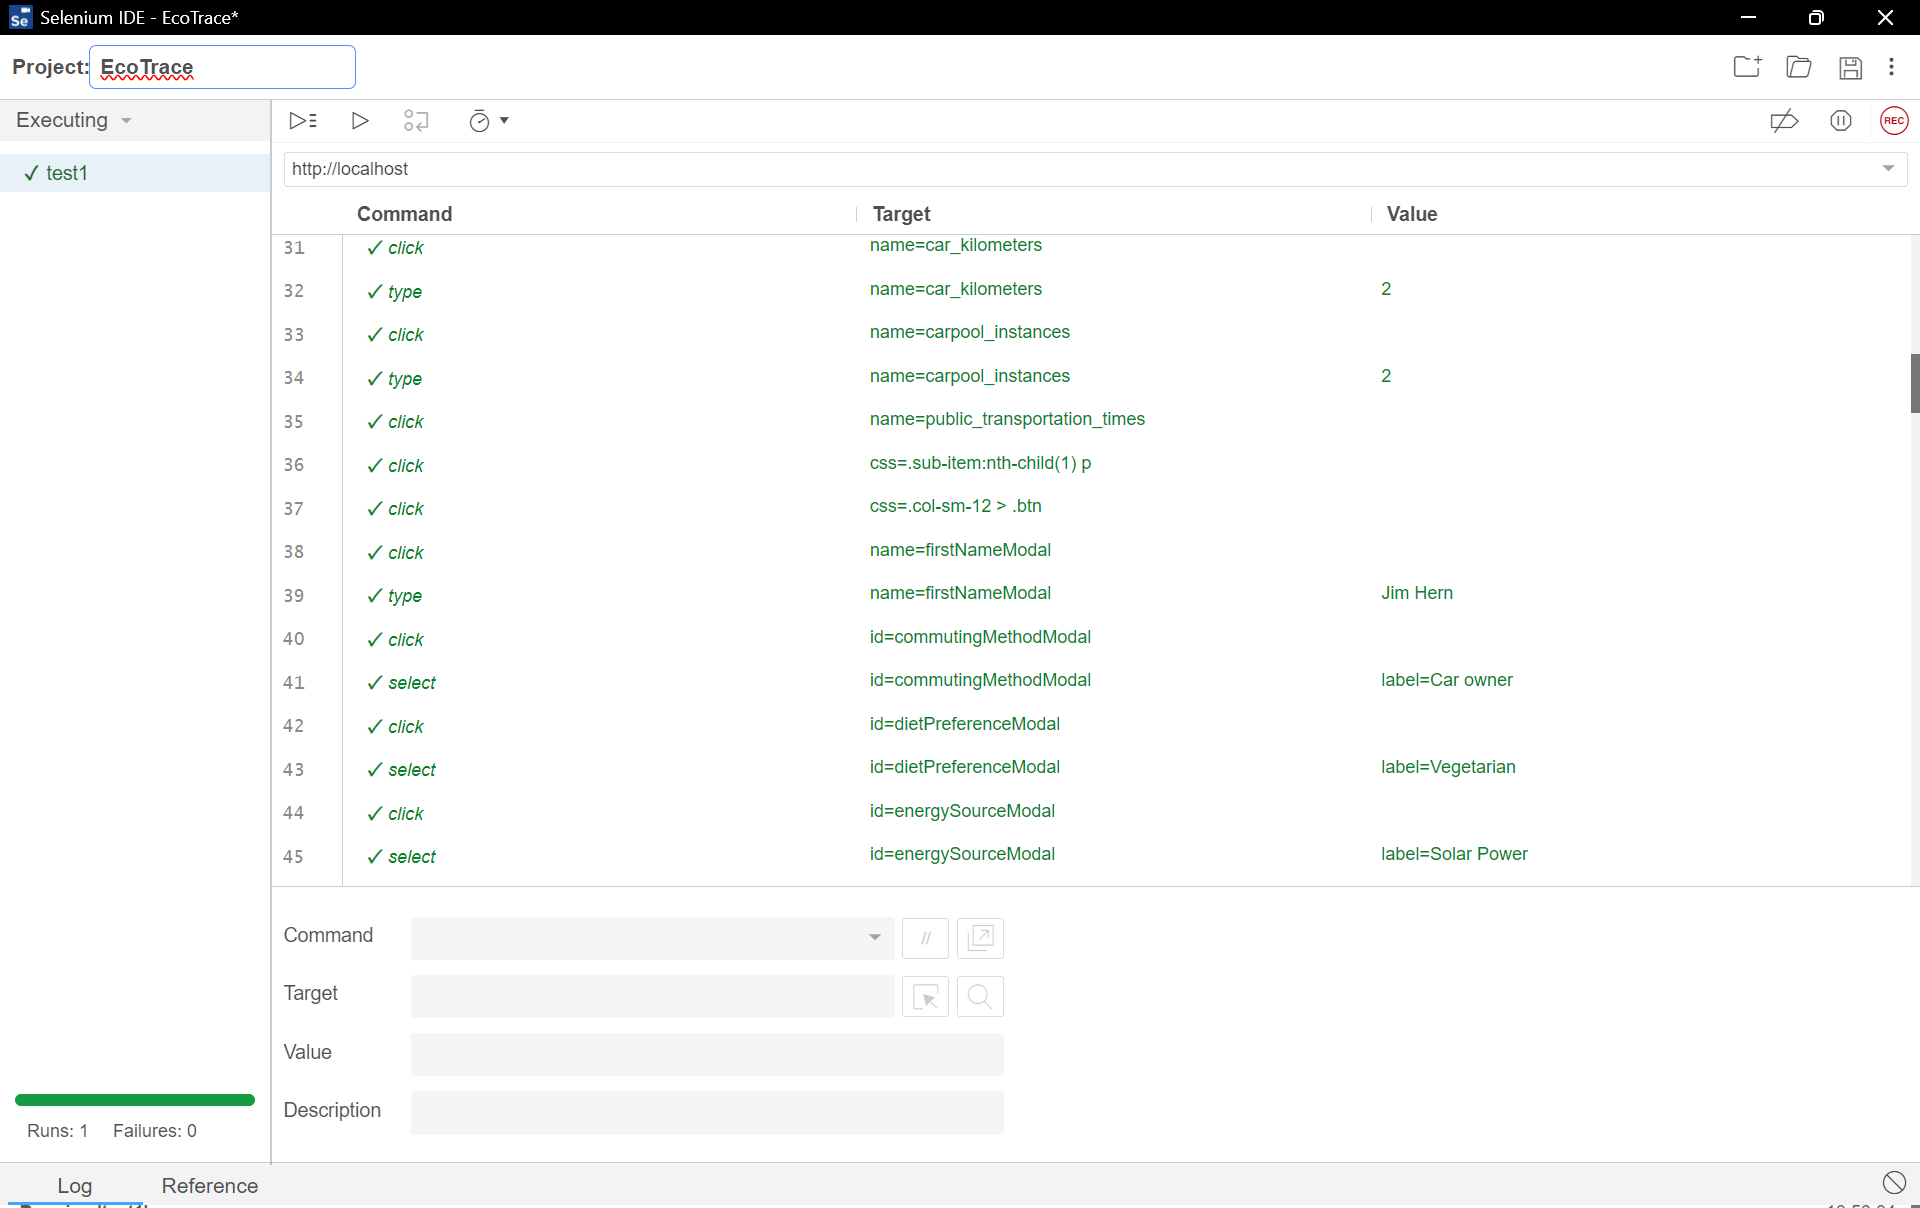 Selenium IDE - EcoTrace*
Project: EcoTrace
Executing
REC
✓ test1
http://localhost
Command Target Value
31 ✓ click name=car_kilometers
32 ✓ type name=car_kilometers 2
33 ✓ click name=carpool_instances
34 ✓ type name=carpool_instances 2
35 ✓ click name=public_transportation_times
36 ✓ click css=.sub-item:nth-child(1) p
37 ✓ click css=.col-sm-12 > .btn
38 ✓ click name=firstNameModal
39 ✓ type name=firstNameModal Jim Hern
40 ✓ click id=commutingMethodModal
41 ✓ select id=commutingMethodModal label=Car owner
42 ✓ click id=dietPreferenceModal
43 ✓ select id=dietPreferenceModal label=Vegetarian
44 ✓ click id=energySourceModal
45 ✓ select id=energySourceModal label=Solar Power
Command //
Target
Value
Description
Runs: 1 Failures: 0
Log Reference